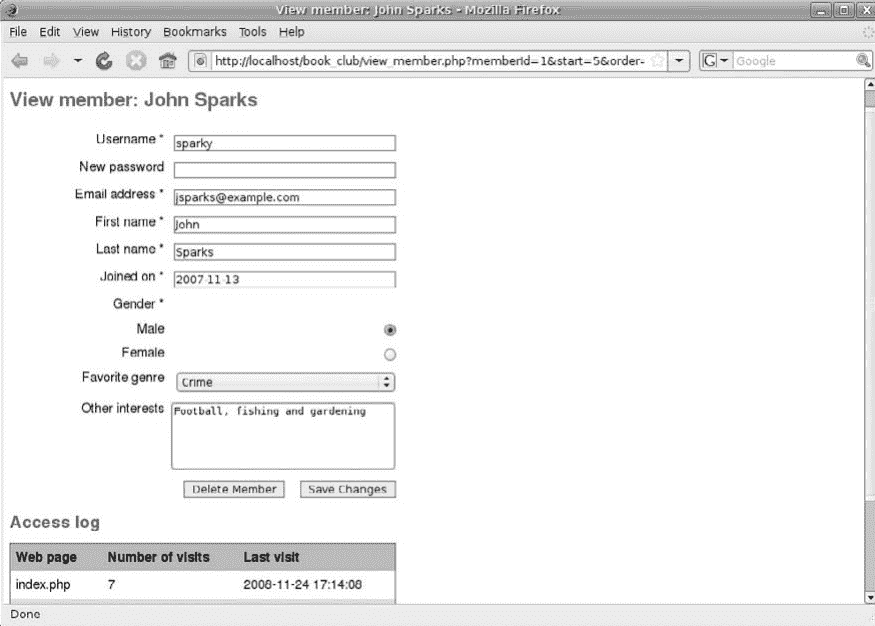 View member: John Sparks - Mozilla Firefox
File Edit View History Bookmarks Tools Help
http://localhost/book_club/view_member.php?memberId=1&start=5&order- G Google
View member: John Sparks
Username * sparky
New password
Email address * jsparks@example.com
First name * John
Last name * Sparks
Joined on * 2007-11-13
Gender *
Male
Female
Favorite genre Crime
Other interests Football, fishing and gardening
Delete Member Save Changes
Access log
Web page Number of visits Last visit
index.php 7 2008-11-24 17:14:08
Done